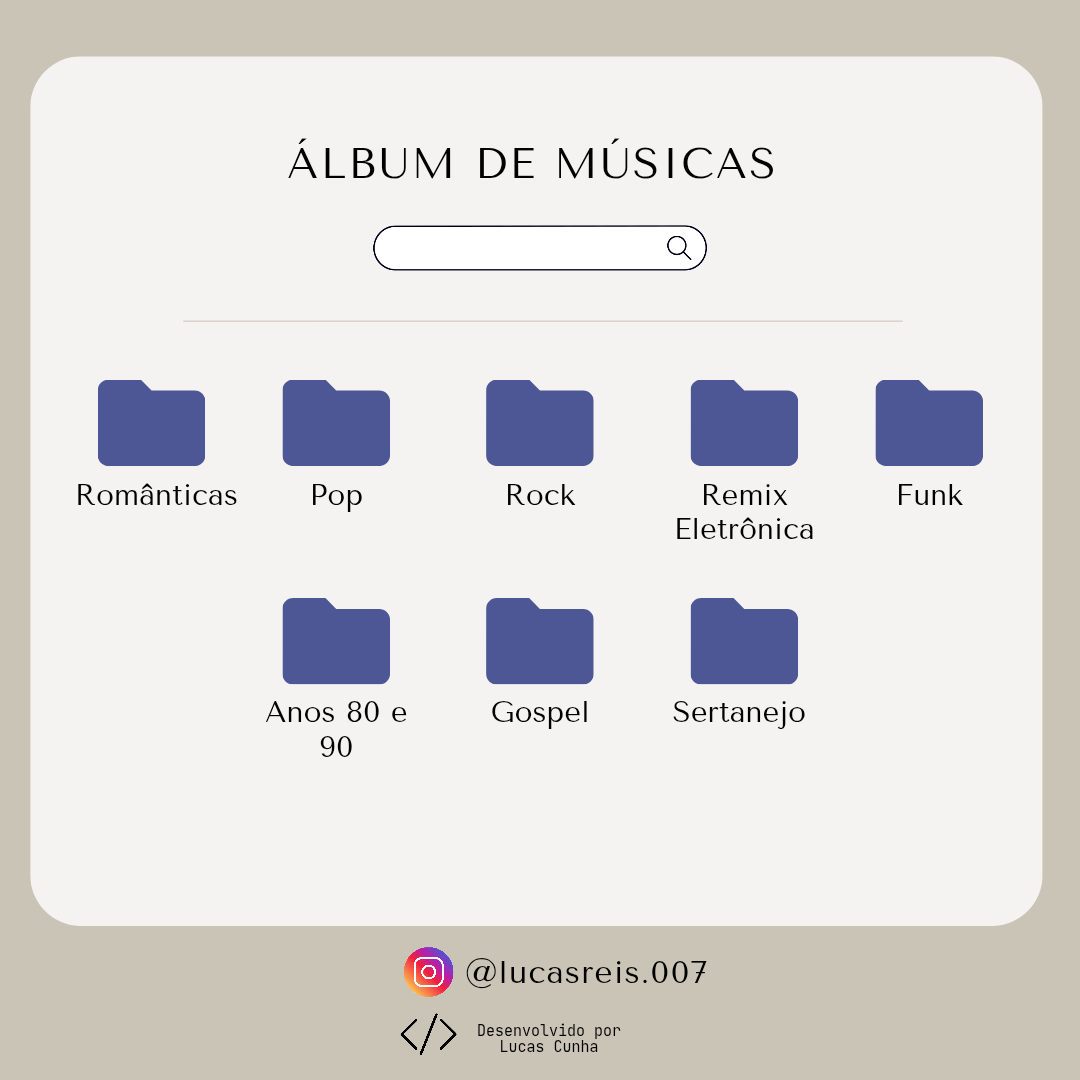 ÁLBUM DE MÚSICAS
Românticas
Pop
Rock
Remix
Eletrônica
Funk
Anos 80 e
90
Gospel
Sertanejo
@lucasreis.007
Desenvolvido por
Lucas Cunha